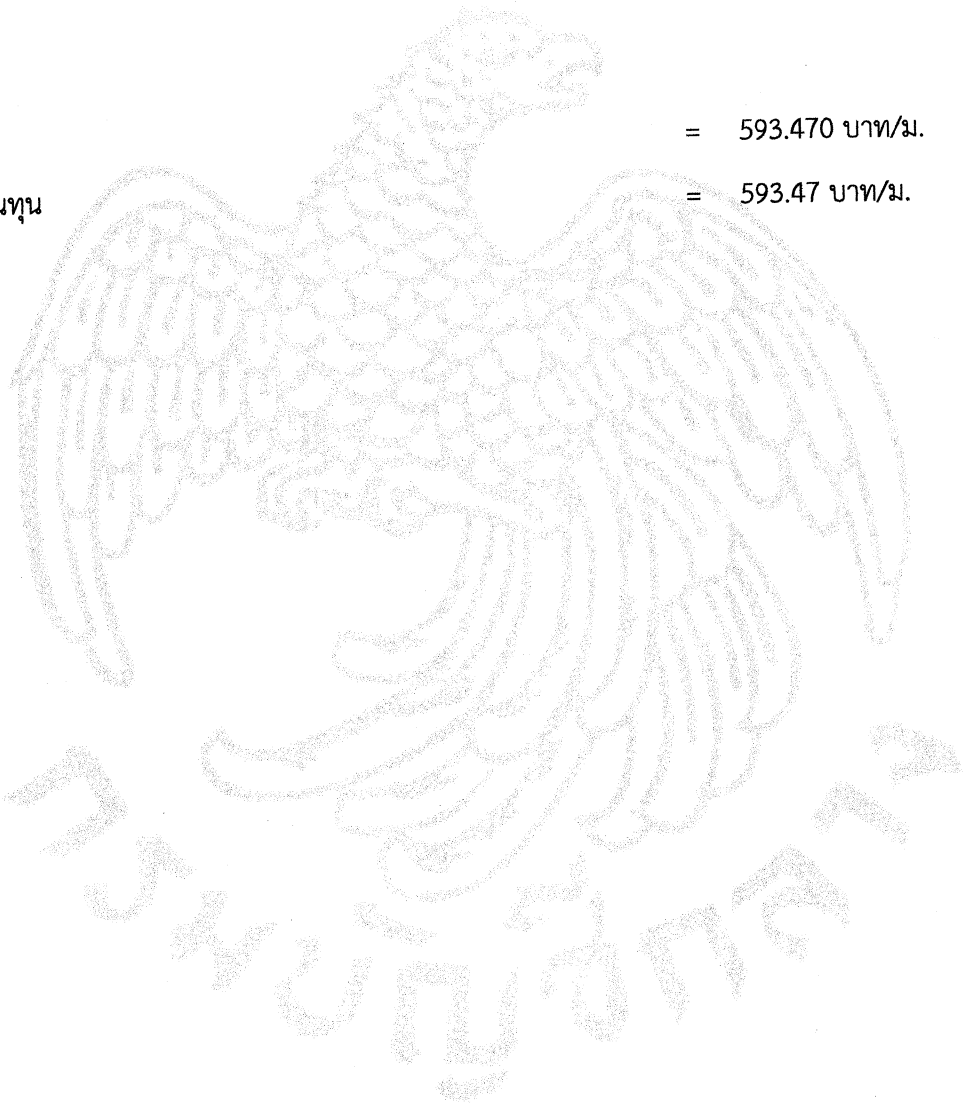 = 593.470 บาท/ม.
นทุน = 593.47 บาท/ม.
กรมบัญชีกลาง